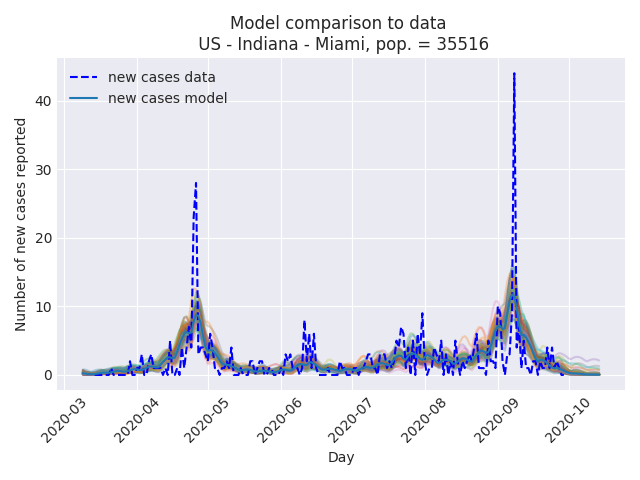 Model comparison to data
US - Indiana - Miami, pop. = 35516
new cases data
new cases model
Number of new cases reported
40
30
20
10
0
2020-03
2020-04
2020-05
2020-06
2020-07
2020-08
2020-09
2020-10
Day